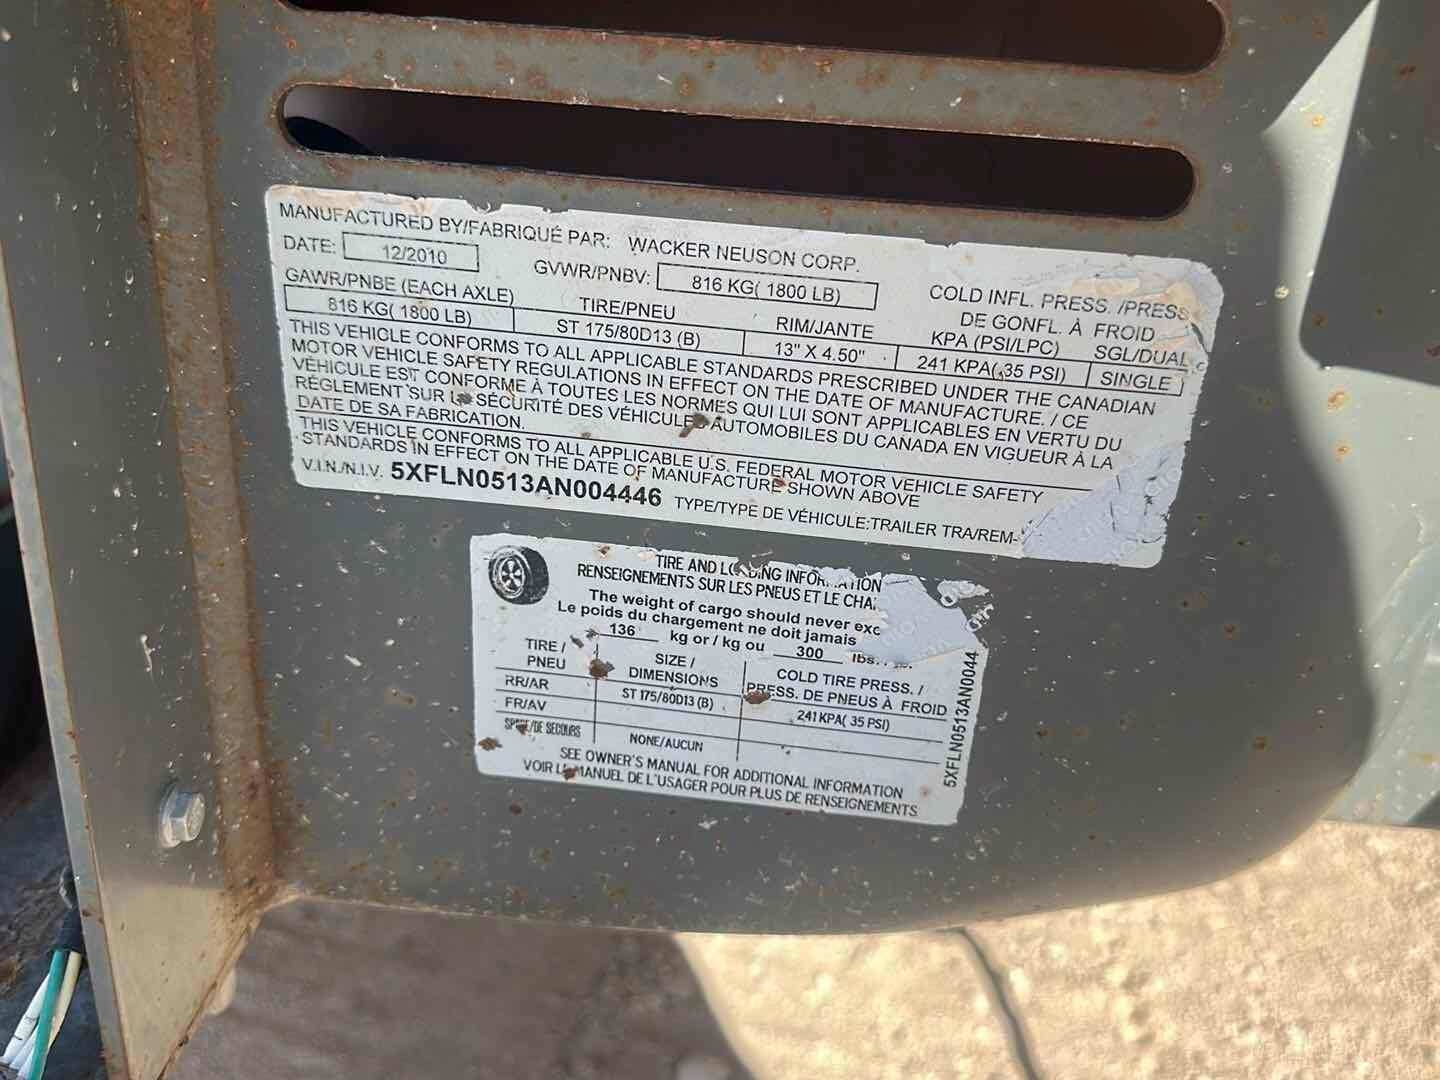 MANUFACTURED BY/FABRIQUÉ PAR: WACKER NEUSON CORP.
DATE: 12/2010 GVWR/PNBV: 816 KG( 1800 LB)
COLD INFL. PRESS. /PRESS.
DE GONFL. À FROID
GAWR/PNBE (EACH AXLE) TIRE/PNEU RIM/JANTE KPA (PSI/LPC) SGL/DUAL
816 KG( 1800 LB) ST 175/80D13 (B) 13" X 4.50" 241 KPA( 35 PSI) SINGLE
THIS VEHICLE CONFORMS TO ALL APPLICABLE STANDARDS PRESCRIBED UNDER THE CANADIAN
MOTOR VEHICLE SAFETY REGULATIONS IN EFFECT ON THE DATE OF MANUFACTURE. / CE
VÉHICULE EST CONFORME À TOUTES LES NORMES QUI LUI SONT APPLICABLES EN VERTU DU
RÉGLEMENT SUR LA SÉCURITÉ DES VÉHICULES AUTOMOBILES DU CANADA EN VIGUEUR À LA
DATE DE SA FABRICATION.
THIS VEHICLE CONFORMS TO ALL APPLICABLE U.S. FEDERAL MOTOR VEHICLE SAFETY
STANDARDS IN EFFECT ON THE DATE OF MANUFACTURE SHOWN ABOVE
V.I.N./N.I.V. 5XFLN0513AN004446 TYPE/TYPE DE VÉHICULE:TRAILER TRA/REM-
TIRE AND LOADING INFORMATION
RENSEIGNEMENTS SUR LES PNEUS ET LE
The weight of cargo should never
Le poids du chargement ne doit jamais
136 kg or / kg ou 300 lbs.
TIRE / PNEU SIZE / DIMENSIONS COLD TIRE PRESS. /
PRESS. DE PNEUS À FROID
RR/AR ST 175/80D13 (B) 241 KPA( 35 PSI)
FR/AV
SPARE/DE SECOURS NONE/AUCUN
SEE OWNER'S MANUAL FOR ADDITIONAL INFORMATION
VOIR LE MANUEL DE L'USAGER POUR PLUS DE RENSEIGNEMENTS
5XFLN0513AN0044